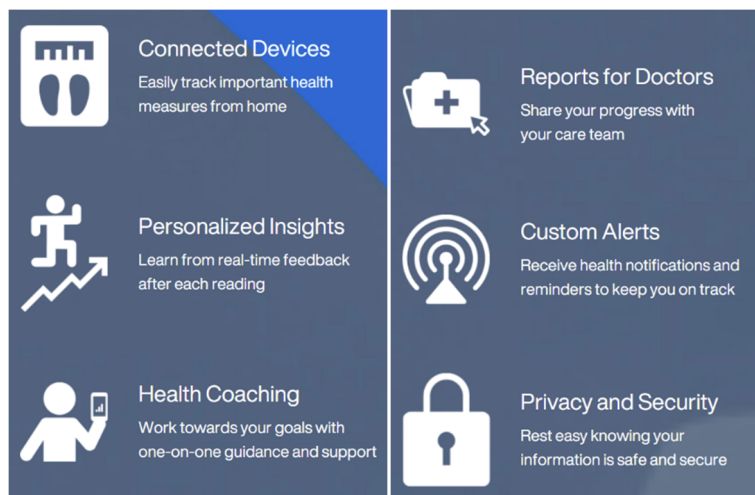 Connected Devices
Easily track important health
measures from home
Personalized Insights
Learn from real-time feedback
after each reading
Health Coaching
Work towards your goals with
one-on-one guidance and support
Reports for Doctors
Share your progress with
your care team
Custom Alerts
Receive health notifications and
reminders to keep you on track
Privacy and Security
Rest easy knowing your
information is safe and secure